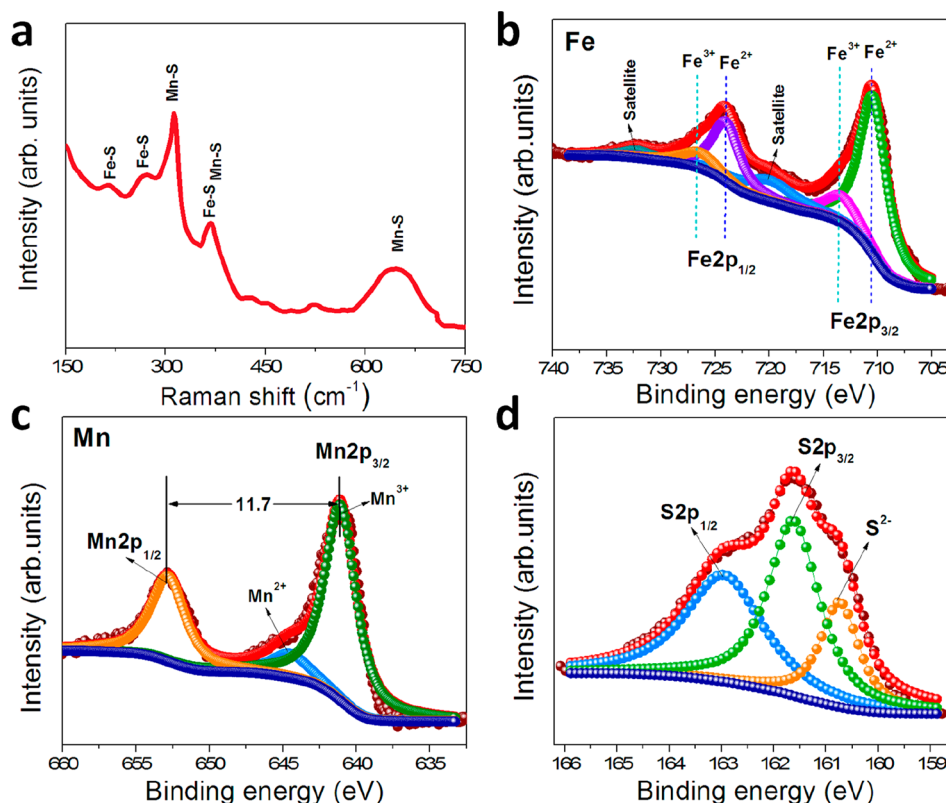 a
Intensity (arb. units)
Fe-S
Fe-S
Mn-S
Fe-S
Mn-S
Mn-S
150 300 450 600 750
Raman shift (cm-1)
b
Fe
Intensity (arb.units)
Satellite
Fe3+
Fe2+
Satellite
Fe3+
Fe2+
Fe2p1/2
Fe2p3/2
740 735 730 725 720 715 710 705
Binding energy (eV)
c
Mn
Intensity (arb.units)
Mn2p1/2
11.7
Mn2p3/2
Mn3+
Mn2+
660 655 650 645 640 635
Binding energy (eV)
d
Intensity (arb.units)
S2p1/2
S2p3/2
S2-
166 165 164 163 162 161 160 159
Binding energy (eV)